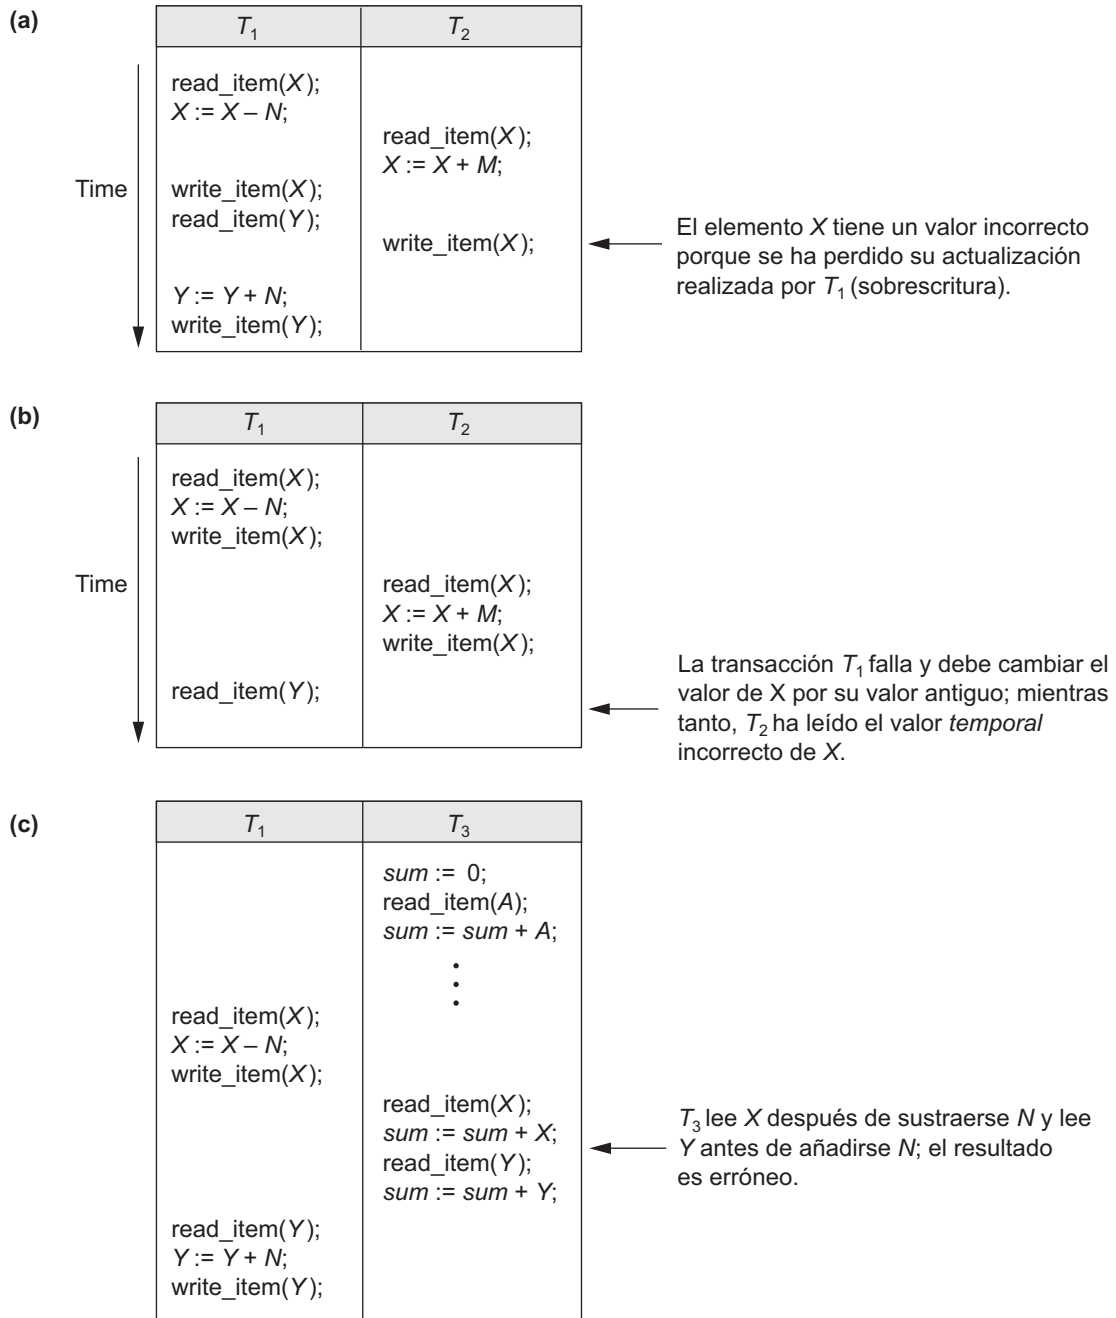 (a)
T1 T2
read_item(X);
X := X – N;
read_item(X);
X := X + M;
Time
write_item(X);
read_item(Y);
write_item(X);
El elemento X tiene un valor incorrecto
porque se ha perdido su actualización
realizada por T1 (sobrescritura).
Y := Y + N;
write_item(Y);
(b)
T1 T2
read_item(X);
X := X – N;
write_item(X);
Time
read_item(X);
X := X + M;
write_item(X);
read_item(Y);
La transacción T1 falla y debe cambiar el
valor de X por su valor antiguo; mientras
tanto, T2 ha leído el valor temporal
incorrecto de X.
(c)
T1 T3
sum := 0;
read_item(A);
sum := sum + A;
read_item(X);
X := X – N;
write_item(X);
read_item(X);
sum := sum + X;
read_item(Y);
sum := sum + Y;
T3 lee X después de sustraerse N y lee
Y antes de añadirse N; el resultado
es erróneo.
read_item(Y);
Y := Y + N;
write_item(Y);